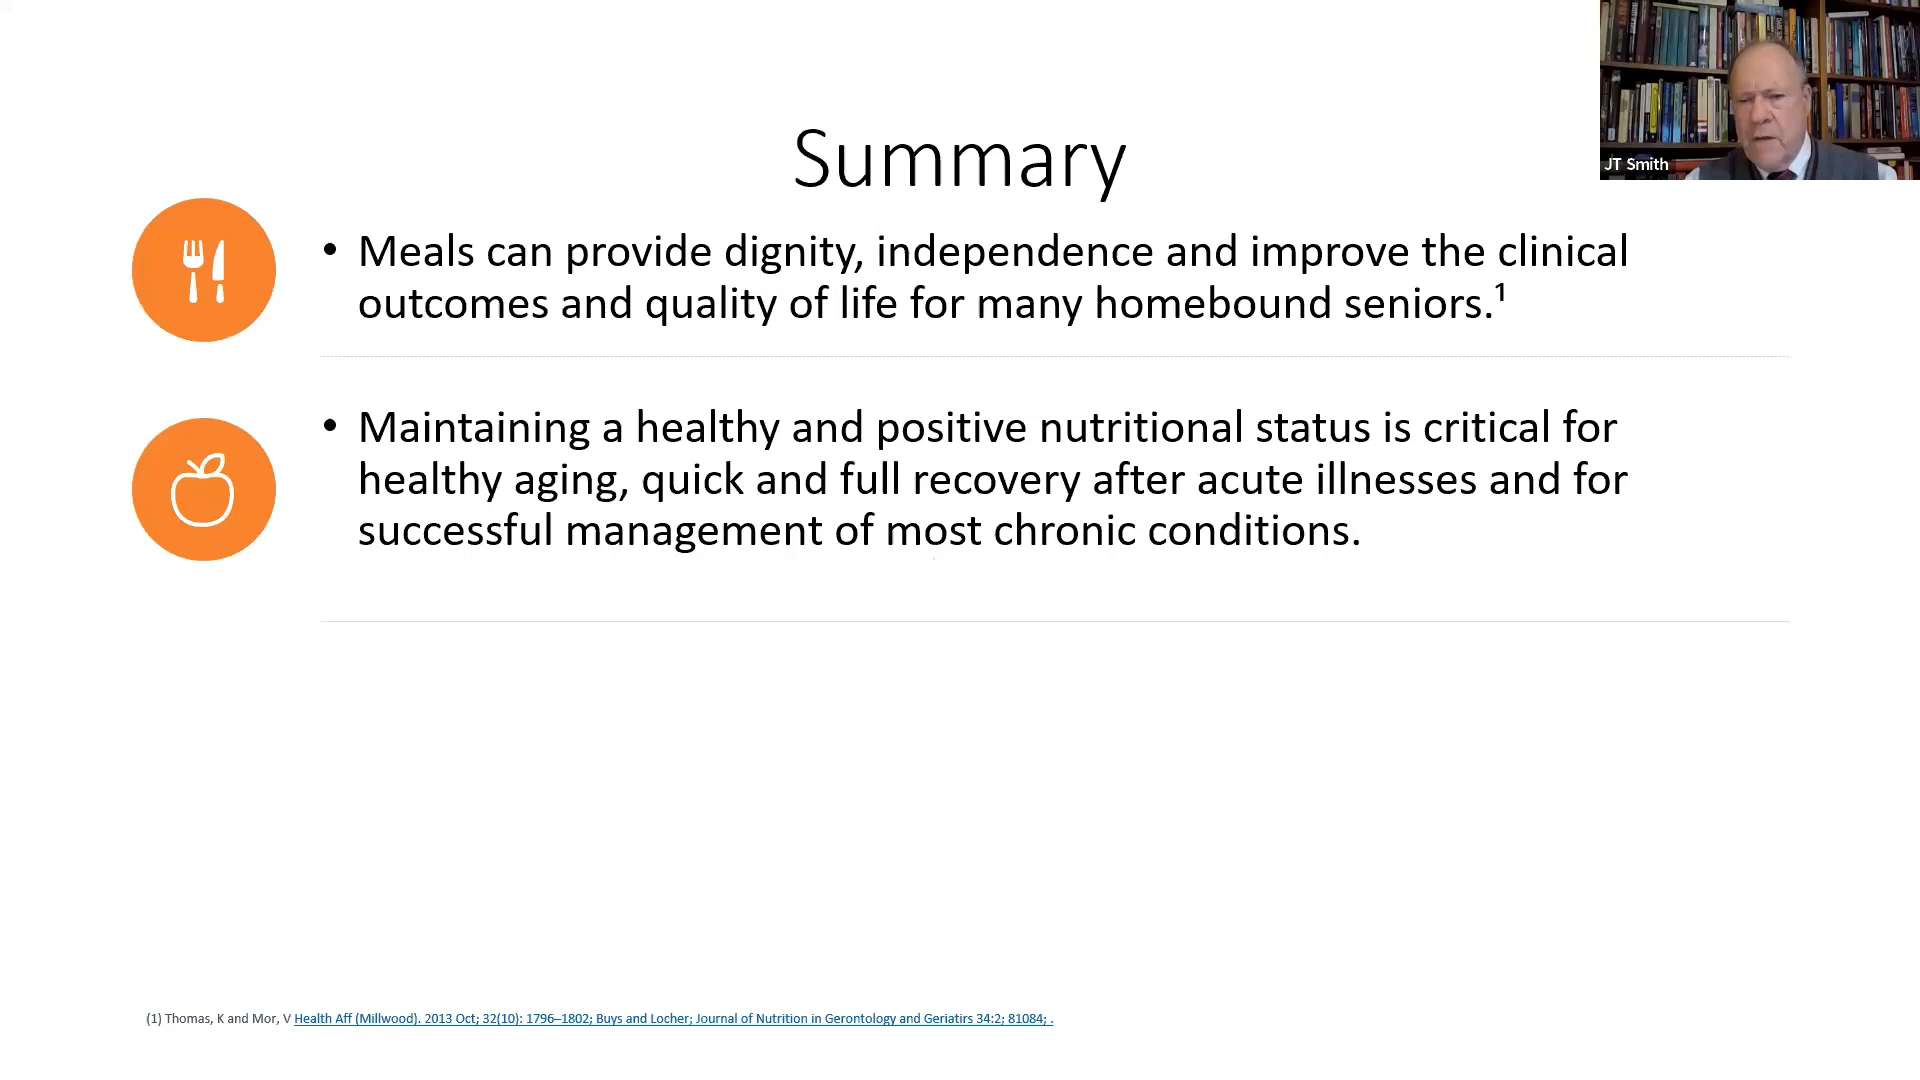 Summary
JT Smith
• Meals can provide dignity, independence and improve the clinical
outcomes and quality of life for many homebound seniors.¹
• Maintaining a healthy and positive nutritional status is critical for
healthy aging, quick and full recovery after acute illnesses and for
successful management of most chronic conditions.
(1) Thomas, K and Mor, V Health Aff (Millwood). 2013 Oct; 32(10): 1796–1802; Buys and Locher; Journal of Nutrition in Gerontology and Geriatirs 34:2; 81084; .